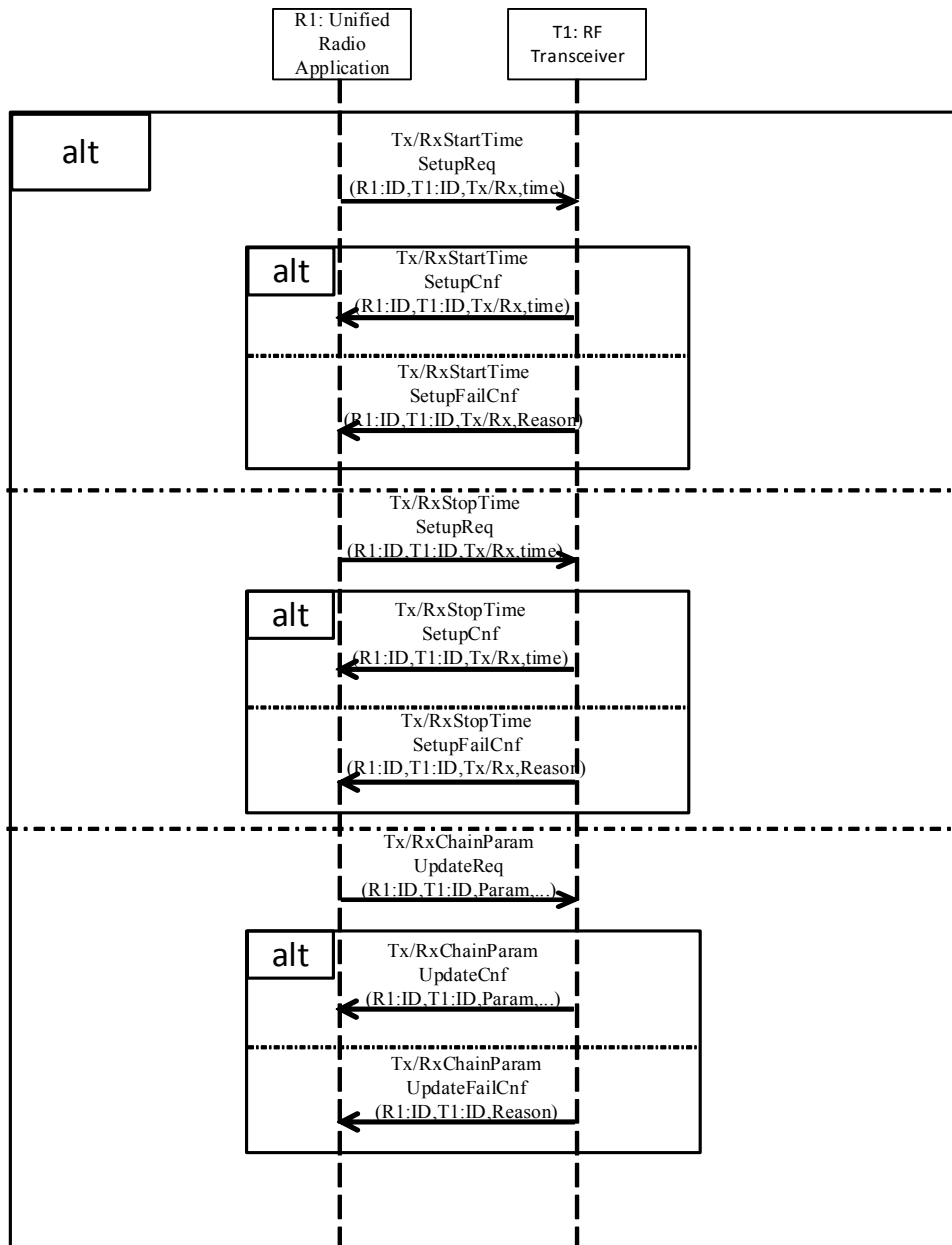 R1: Unified
Radio
Application
T1: RF
Transceiver
alt
Tx/RxStartTime
SetupReq
(R1:ID,T1:ID,Tx/Rx,time)
alt
Tx/RxStartTime
SetupCnf
(R1:ID,T1:ID,Tx/Rx,time)
Tx/RxStartTime
SetupFailCnf
(R1:ID,T1:ID,Tx/Rx,Reason)
Tx/RxStopTime
SetupReq
(R1:ID,T1:ID,Tx/Rx,time)
alt
Tx/RxStopTime
SetupCnf
(R1:ID,T1:ID,Tx/Rx,time)
Tx/RxStopTime
SetupFailCnf
(R1:ID,T1:ID,Tx/Rx,Reason)
Tx/RxChainParam
UpdateReq
(R1:ID,T1:ID,Param,...)
alt
Tx/RxChainParam
UpdateCnf
(R1:ID,T1:ID,Param,...)
Tx/RxChainParam
UpdateFailCnf
(R1:ID,T1:ID,Reason)